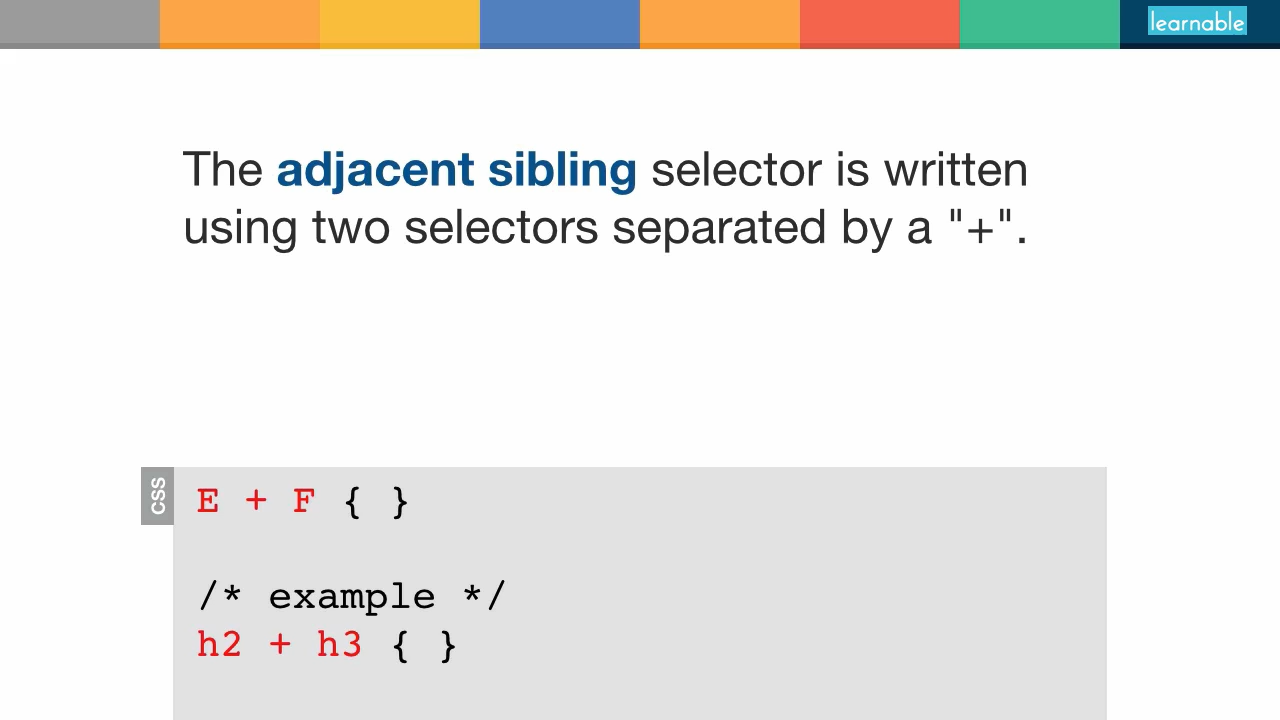 learnable
The adjacent sibling selector is written
using two selectors separated by a "+".
CSS
E + F { }
/* example */
h2 + h3 { }